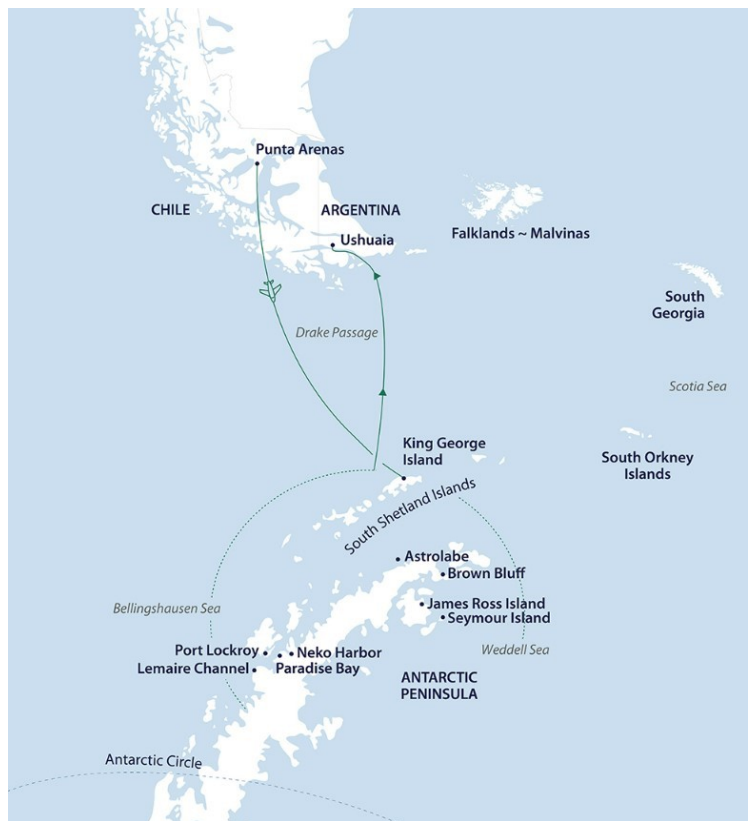 Punta Arenas
CHILE
ARGENTINA
Ushuaia
Falklands ~ Malvinas
South
Georgia
Drake Passage
Scotia Sea
King George
Island
South Orkney
Islands
South Shetland Islands
Astrolabe
Brown Bluff
James Ross Island
Seymour Island
Bellingshausen Sea
Weddell Sea
Port Lockroy
Neko Harbor
Lemaire Channel
Paradise Bay
ANTARCTIC
PENINSULA
Antarctic Circle